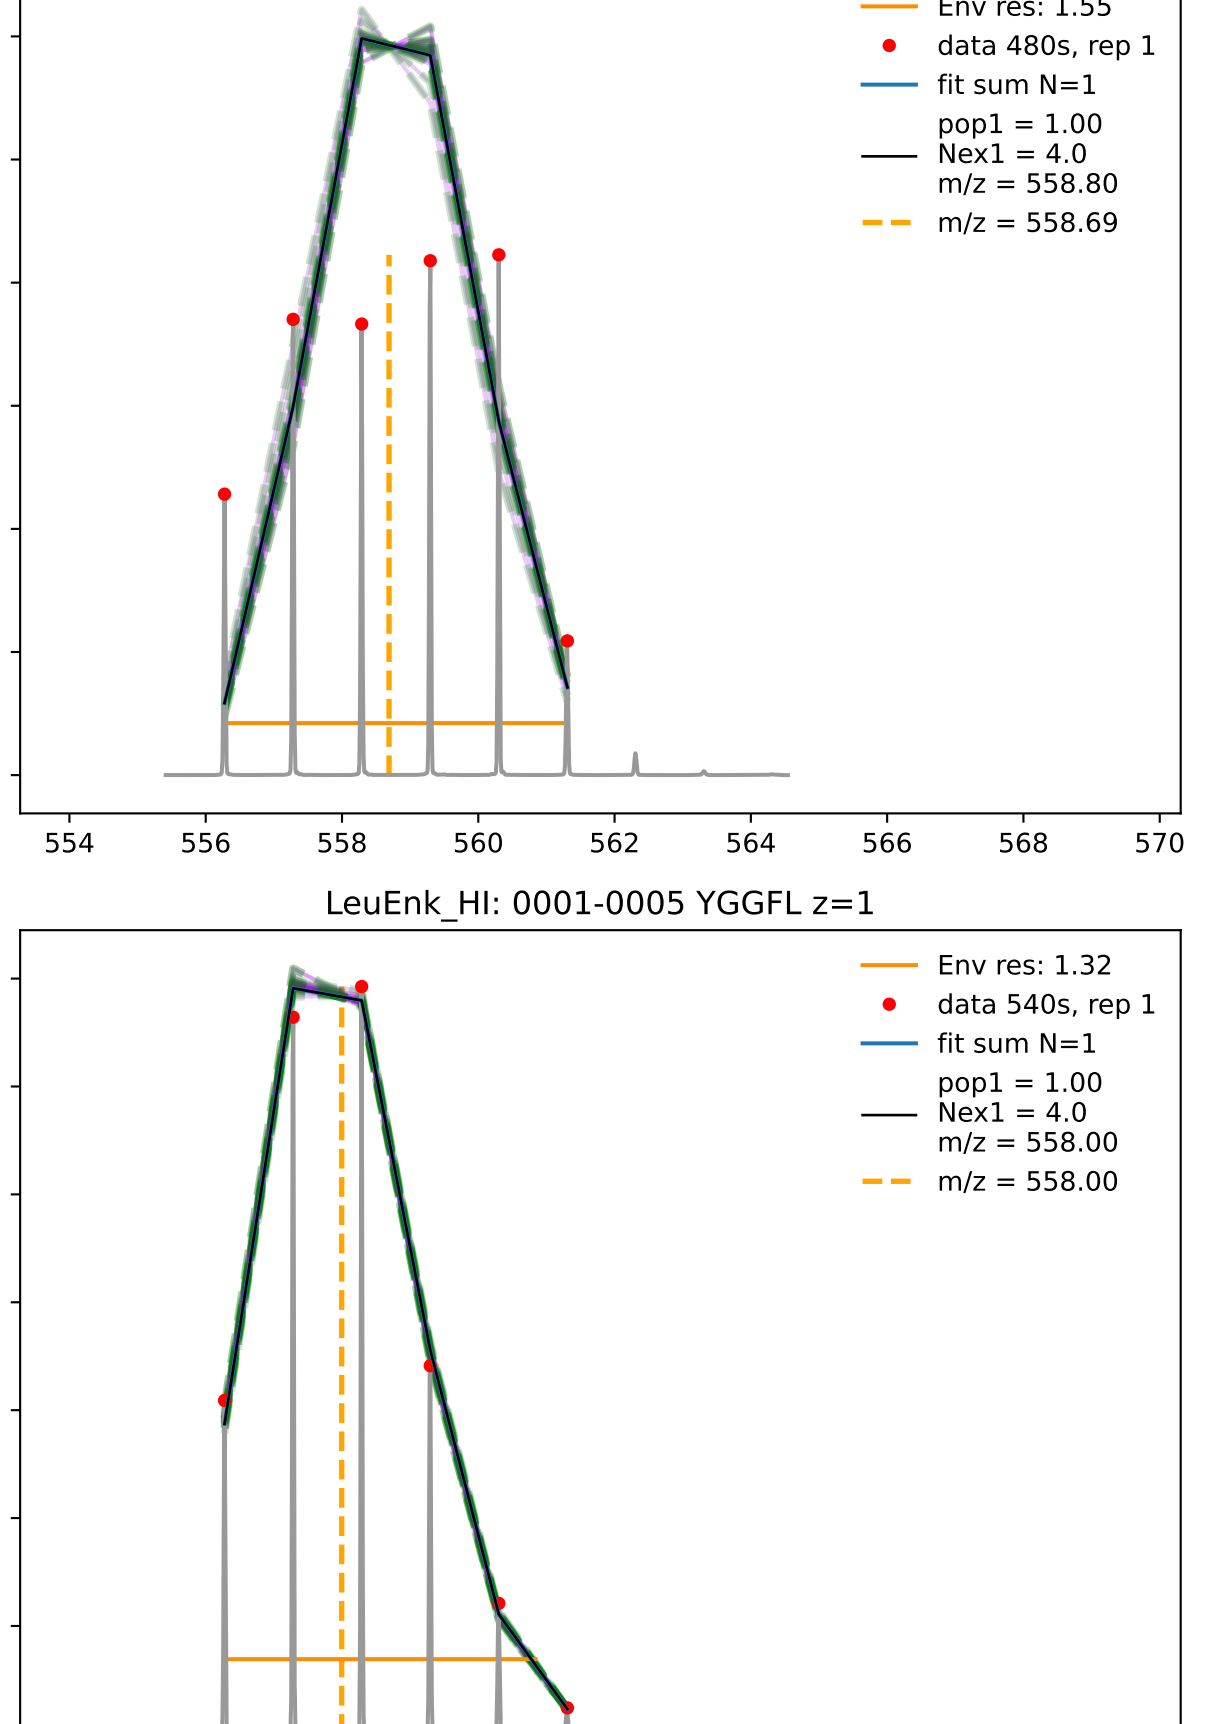 Env res: 1.55
data 480s, rep 1
fit sum N=1
pop1 = 1.00
Nex1 = 4.0
m/z = 558.80
m/z = 558.69
554 556 558 560 562 564 566 568 570
LeuEnk_HI: 0001-0005 YGGFL z=1
Env res: 1.32
data 540s, rep 1
fit sum N=1
pop1 = 1.00
Nex1 = 4.0
m/z = 558.00
m/z = 558.00